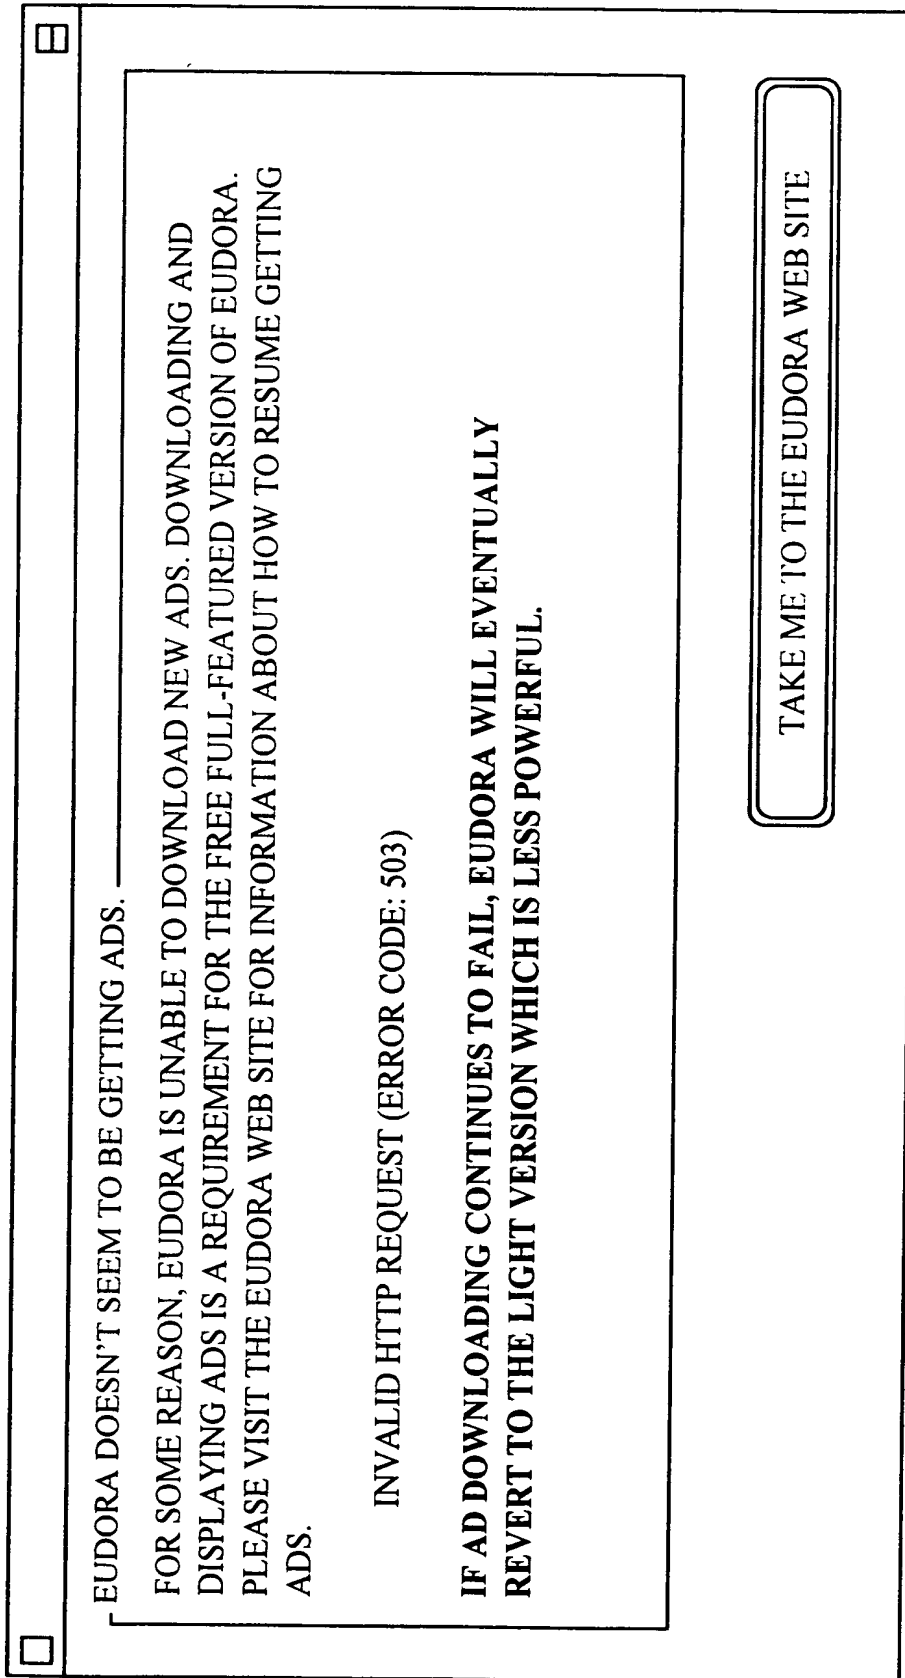 EUDORA DOESN'T SEEM TO BE GETTING ADS.
FOR SOME REASON, EUDORA IS UNABLE TO DOWNLOAD NEW ADS. DOWNLOADING AND
DISPLAYING ADS IS A REQUIREMENT FOR THE FREE FULL-FEATURED VERSION OF EUDORA.
PLEASE VISIT THE EUDORA WEB SITE FOR INFORMATION ABOUT HOW TO RESUME GETTING
ADS.
INVALID HTTP REQUEST (ERROR CODE: 503)
IF AD DOWNLOADING CONTINUES TO FAIL, EUDORA WILL EVENTUALLY
REVERT TO THE LIGHT VERSION WHICH IS LESS POWERFUL.
TAKE ME TO THE EUDORA WEB SITE